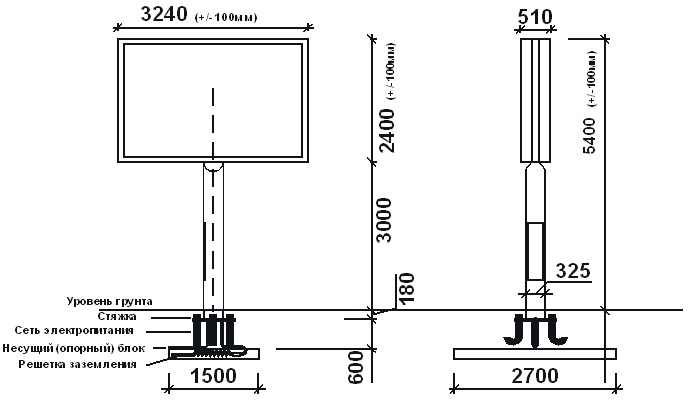 3240 (+/-100мм)
510
2400 (+/-100мм)
5400 (+/-100мм)
3000
325
180
Уровень грунта
Стяжка
Сеть электропитания
Несущий(опорный) блок
Решетка заземления
600
1500
2700